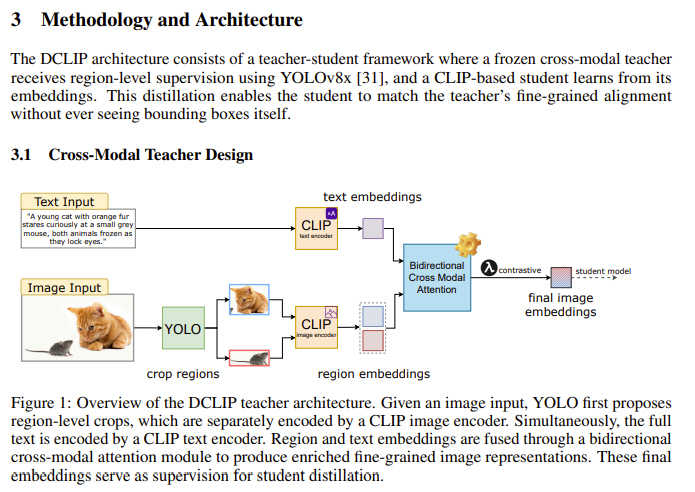 3 Methodology and Architecture
The DCLIP architecture consists of a teacher-student framework where a frozen cross-modal teacher
receives region-level supervision using YOLOv8x [31], and a CLIP-based student learns from its
embeddings. This distillation enables the student to match the teacher's fine-grained alignment
without ever seeing bounding boxes itself.
3.1 Cross-Modal Teacher Design
Text Input
"A young cat with orange fur
stares curiously at a small grey
mouse, both animals frozen as
they lock eyes."
CLIP
text encoder
text embeddings
Image Input
YOLO
crop regions
CLIP
image encoder
region embeddings
Bidirectional
Cross Modal
Attention
λ contrastive
student model
final image
embeddings
Figure 1: Overview of the DCLIP teacher architecture. Given an image input, YOLO first proposes
region-level crops, which are separately encoded by a CLIP image encoder. Simultaneously, the full
text is encoded by a CLIP text encoder. Region and text embeddings are fused through a bidirectional
cross-modal attention module to produce enriched fine-grained image representations. These final
embeddings serve as supervision for student distillation.